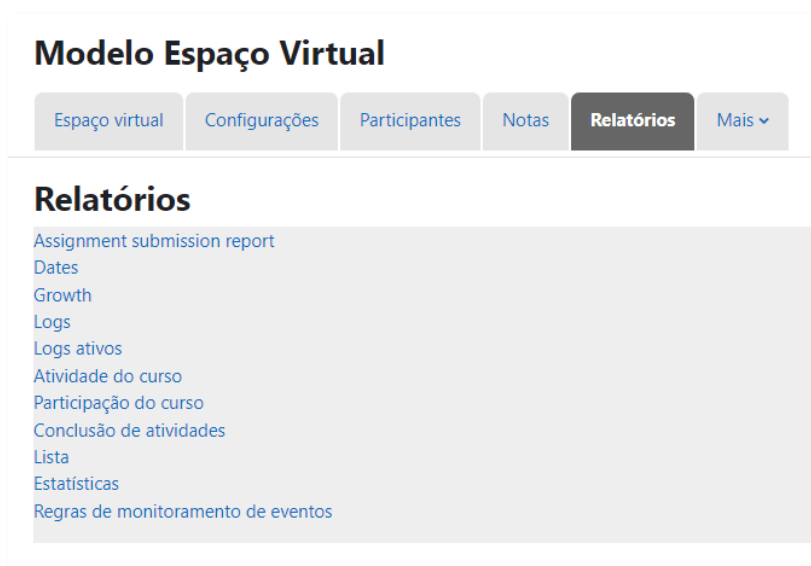 Modelo Espaço Virtual
Espaço virtual Configurações Participantes Notas Relatórios Mais
Relatórios
Assignment submission report
Dates
Growth
Logs
Logs ativos
Atividade do curso
Participação do curso
Conclusão de atividades
Lista
Estatísticas
Regras de monitoramento de eventos